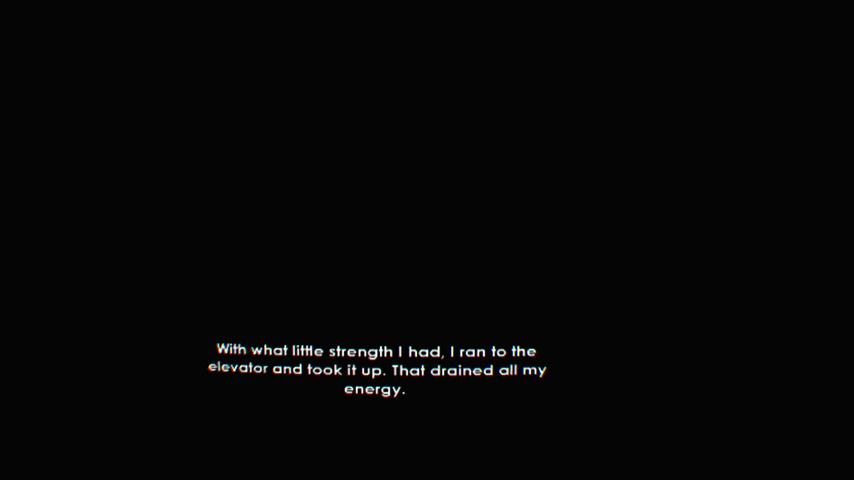 With what little strength I had, I ran to the
elevator and took it up. That drained all my
energy.